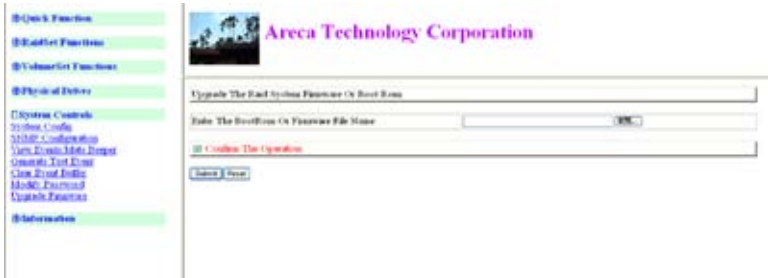 Quick Function
RaidSet Functions
VolumeSet Functions
Physical Drives
System Controls
System Config
SNMP Configuration
View Events/Mute Beeper
Generate Test Event
Clear Event Buffer
Modify Password
Upgrade Firmware
Information
Areca Technology Corporation
Upgrade The Raid System Firmware Or Boot Rom
Enter The BootRom Or Firmware File Name
Confirm The Operation
Submit Reset